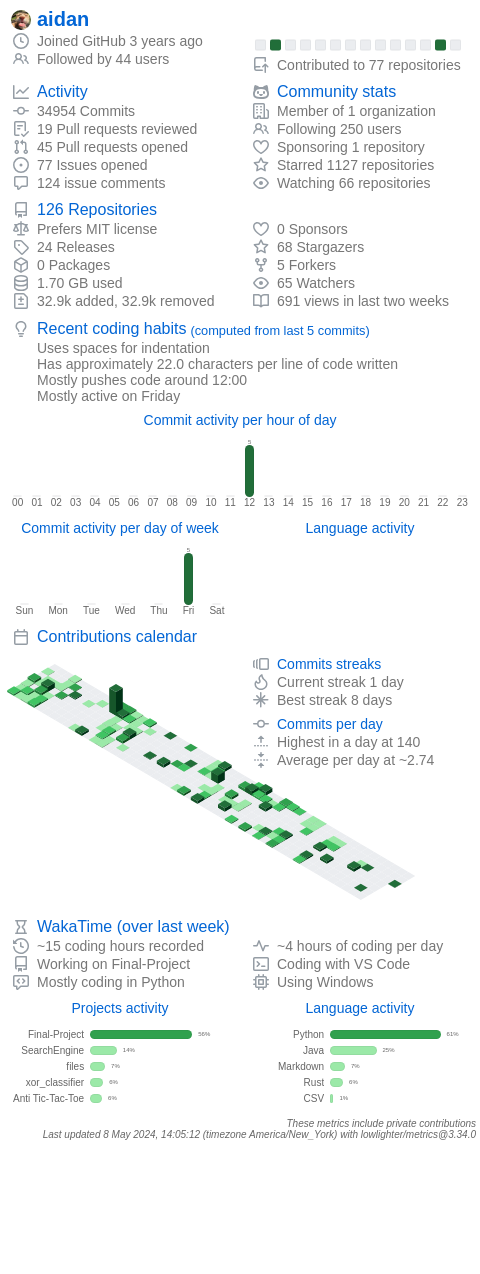 aidan
Joined GitHub 3 years ago
Followed by 44 users
Contributed to 77 repositories
Activity
34954 Commits
19 Pull requests reviewed
45 Pull requests opened
77 Issues opened
124 issue comments
Community stats
Member of 1 organization
Following 250 users
Sponsoring 1 repository
Starred 1127 repositories
Watching 66 repositories
126 Repositories
Prefers MIT license
24 Releases
0 Packages
1.70 GB used
32.9k added, 32.9k removed
0 Sponsors
68 Stargazers
5 Forkers
65 Watchers
691 views in last two weeks
Recent coding habits (computed from last 5 commits)
Uses spaces for indentation
Has approximately 22.0 characters per line of code written
Mostly pushes code around 12:00
Mostly active on Friday
Commit activity per hour of day
5
00 01 02 03 04 05 06 07 08 09 10 11 12 13 14 15 16 17 18 19 20 21 22 23
Commit activity per day of week
5
Sun Mon Tue Wed Thu Fri Sat
Language activity
Contributions calendar
Commits streaks
Current streak 1 day
Best streak 8 days
Commits per day
Highest in a day at 140
Average per day at ~2.74
WakaTime (over last week)
~15 coding hours recorded
Working on Final-Project
Mostly coding in Python
~4 hours of coding per day
Coding with VS Code
Using Windows
Projects activity
Final-Project 56%
SearchEngine 14%
files 7%
xor_classifier 6%
Anti Tic-Tac-Toe 6%
Language activity
Python 61%
Java 25%
Markdown 7%
Rust 6%
CSV 1%
These metrics include private contributions
Last updated 8 May 2024, 14:05:12 (timezone America/New_York) with lowlighter/metrics@3.34.0